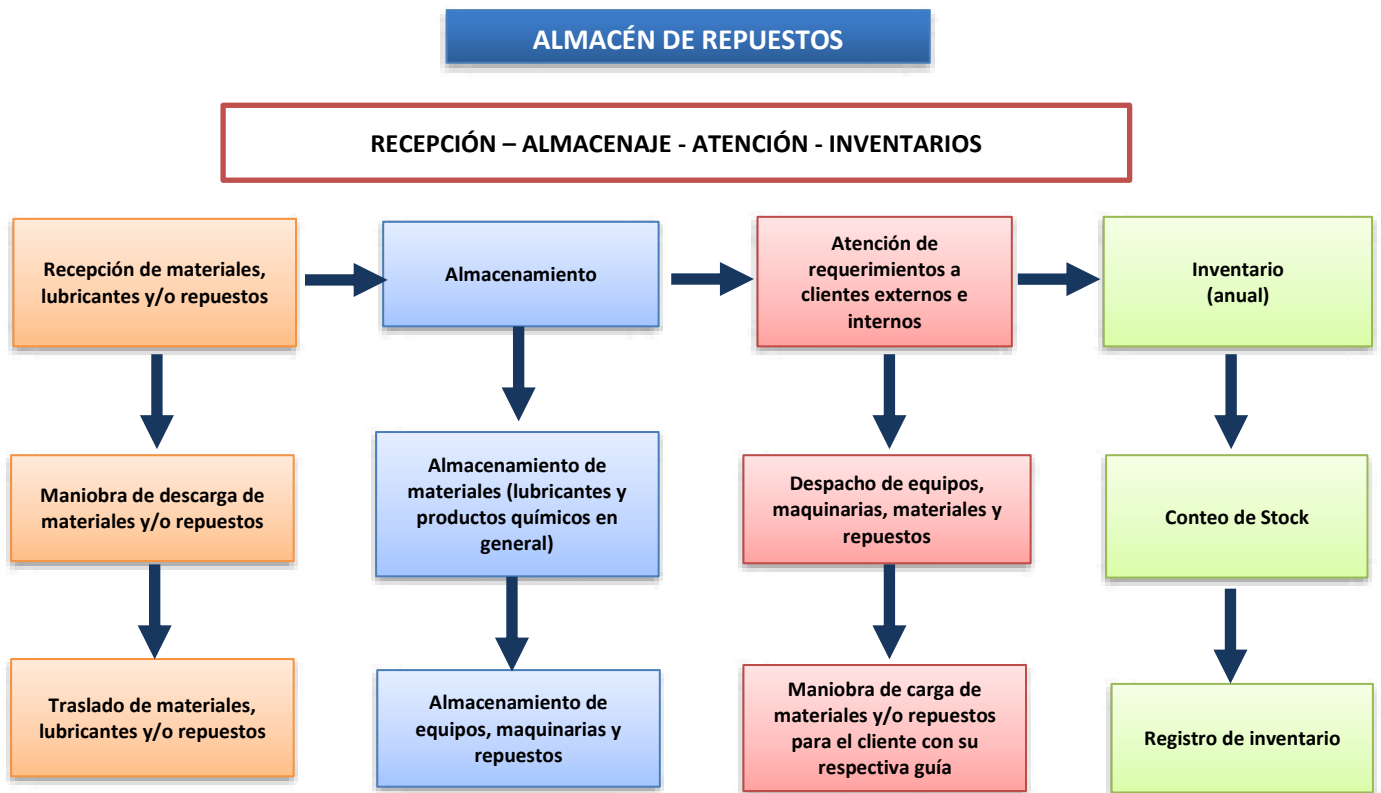 ALMACÉN DE REPUESTOS
RECEPCIÓN – ALMACENAJE - ATENCIÓN - INVENTARIOS
Recepción de materiales,
lubricantes y/o repuestos
Almacenamiento
Atención de
requerimientos a
clientes externos e
internos
Inventario
(anual)
Maniobra de descarga de
materiales y/o repuestos
Almacenamiento de
materiales (lubricantes y
productos químicos en
general)
Despacho de equipos,
maquinarias, materiales y
repuestos
Conteo de Stock
Traslado de materiales,
lubricantes y/o repuestos
Almacenamiento de
equipos, maquinarias y
repuestos
Maniobra de carga de
materiales y/o repuestos
para el cliente con su
respectiva guía
Registro de inventario